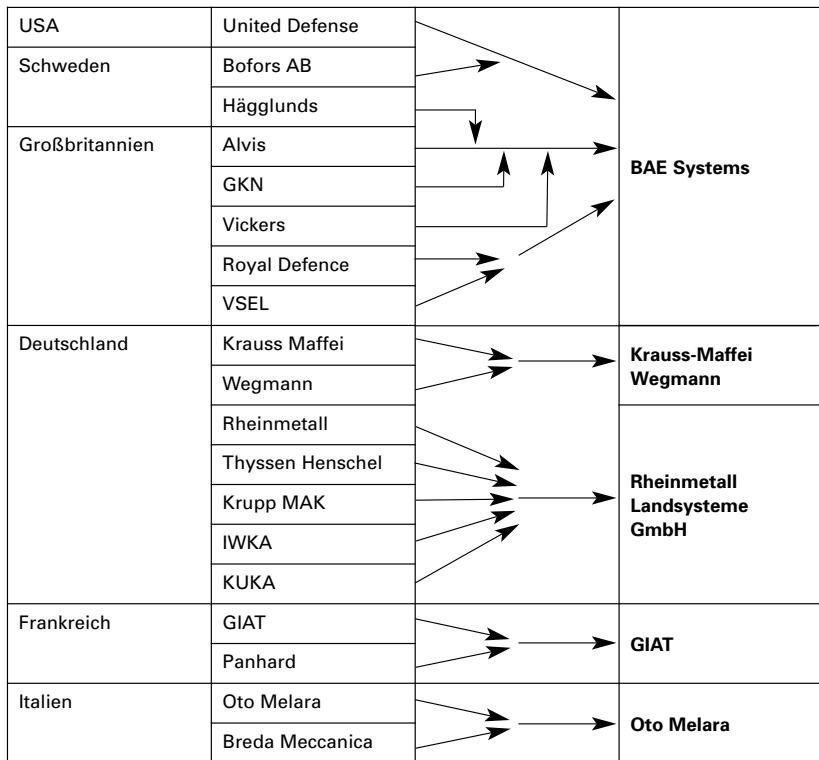 USA
United Defense
Schweden
Bofors AB
Hägglunds
Großbritannien
Alvis
GKN
Vickers
Royal Defence
VSEL
BAE Systems
Deutschland
Krauss Maffei
Wegmann
Krauss-Maffei
Wegmann
Rheinmetall
Thyssen Henschel
Krupp MAK
IWKA
KUKA
Rheinmetall
Landsysteme
GmbH
Frankreich
GIAT
Panhard
GIAT
Italien
Oto Melara
Breda Meccanica
Oto Melara